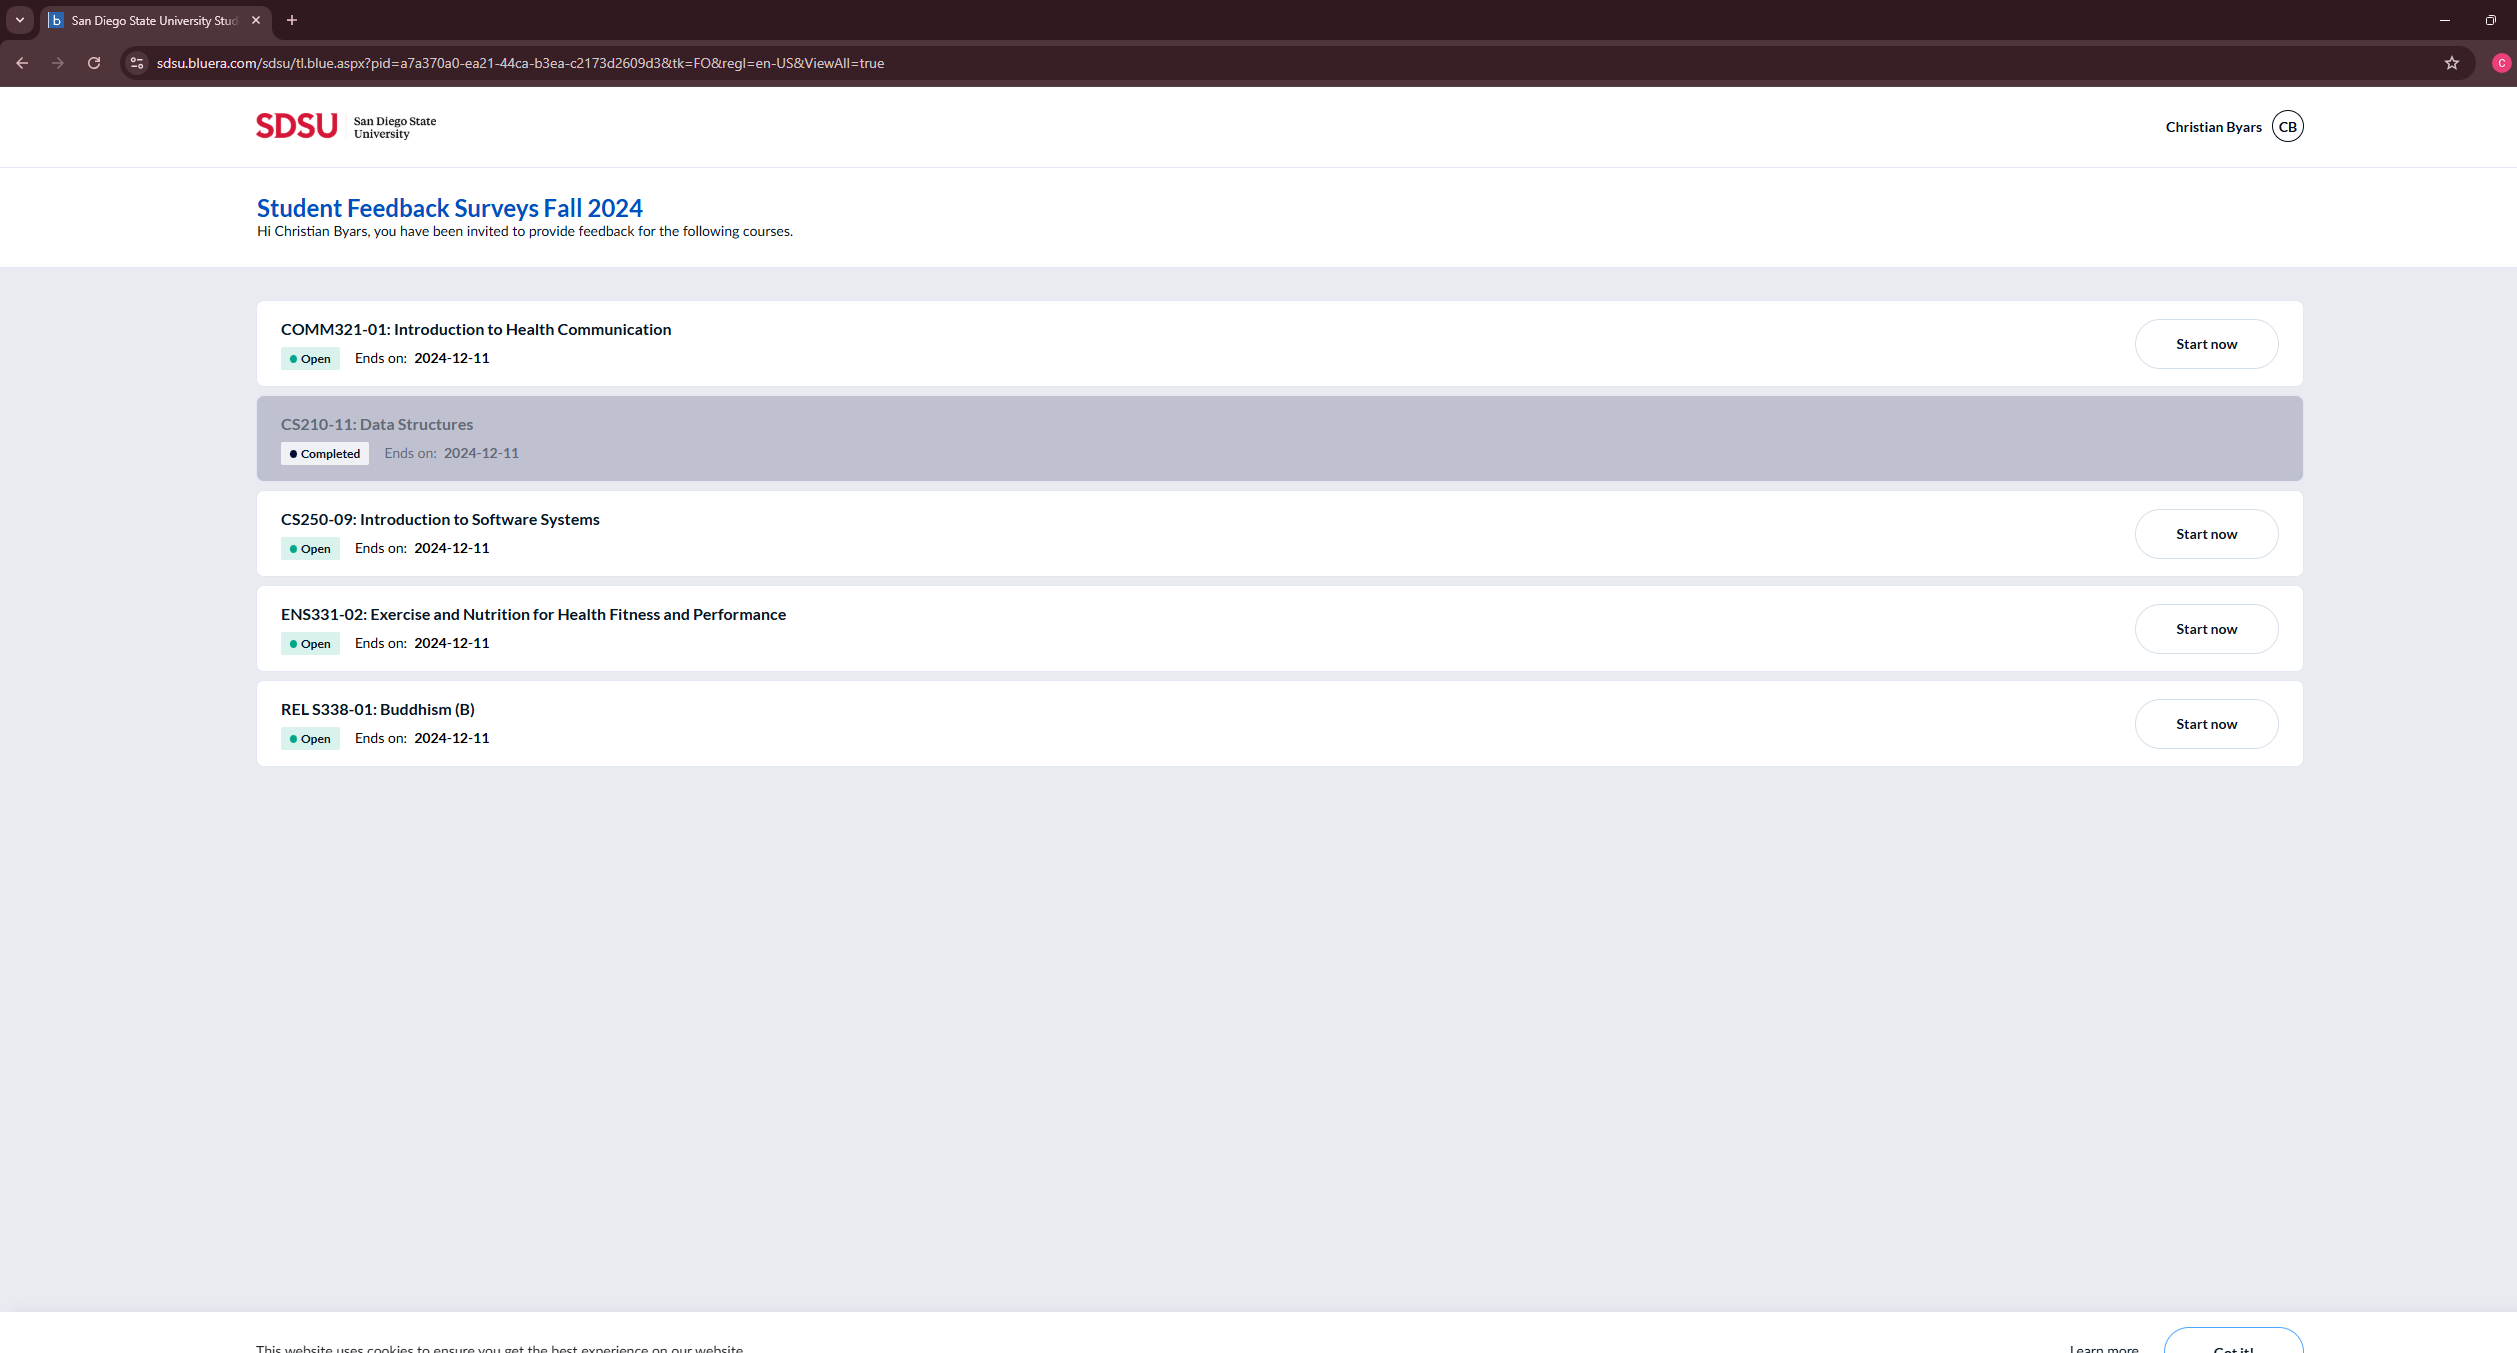 San Diego State University Stud
sdsu.bluera.com/sdsu/tl.blue.aspx?pid=a7a370a0-ea21-44ca-b3ea-c2173d2609d3&tk=FO&regl=en-US&ViewAll=true
C
SDSU
San Diego State
University
Christian Byars CB
Student Feedback Surveys Fall 2024
Hi Christian Byars, you have been invited to provide feedback for the following courses.
COMM321-01: Introduction to Health Communication
Open Ends on: 2024-12-11
Start now
CS210-11: Data Structures
Completed Ends on: 2024-12-11
CS250-09: Introduction to Software Systems
Open Ends on: 2024-12-11
Start now
ENS331-02: Exercise and Nutrition for Health Fitness and Performance
Open Ends on: 2024-12-11
Start now
REL S338-01: Buddhism (B)
Open Ends on: 2024-12-11
Start now
This website uses cookies to ensure you get the best experience on our website
Learn more Got it!